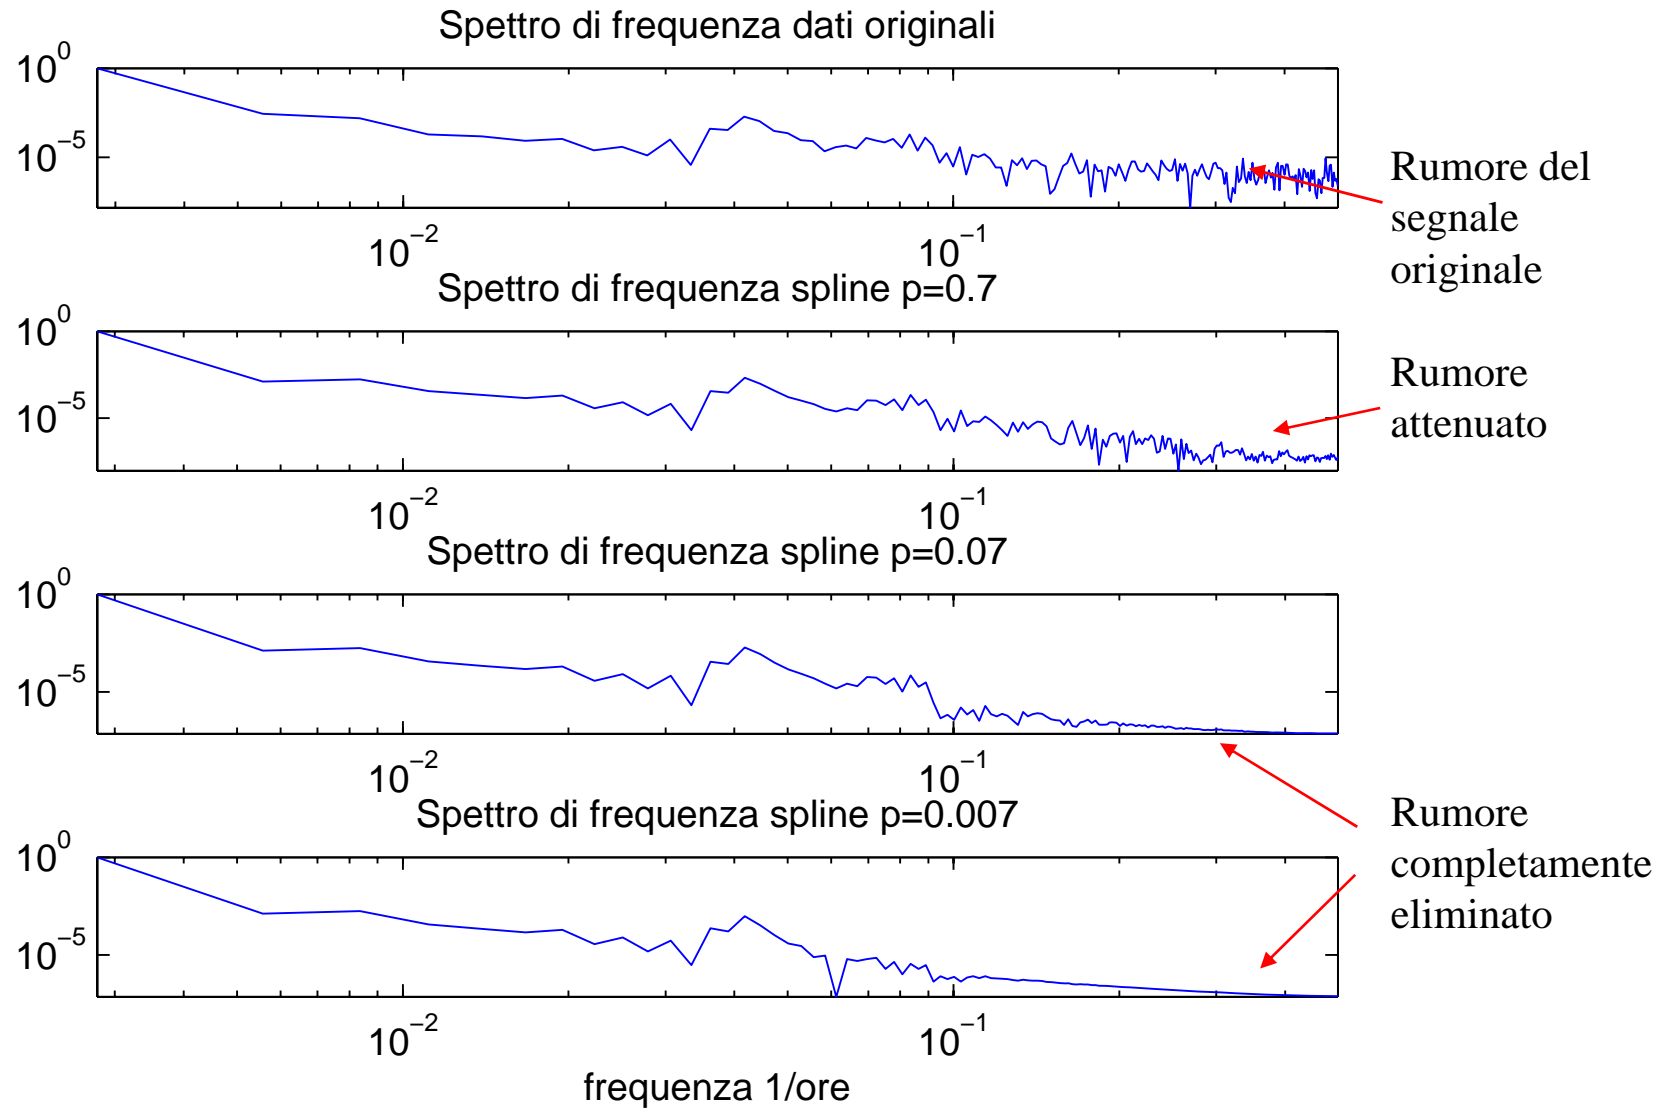 Spettro di frequenza dati originali
10^0
10^−5
10^−2
10^−1
Rumore del
segnale
originale
Spettro di frequenza spline p=0.7
10^0
10^−5
10^−2
10^−1
Rumore
attenuato
Spettro di frequenza spline p=0.07
10^0
10^−5
10^−2
10^−1
Spettro di frequenza spline p=0.007
10^0
10^−5
10^−2
10^−1
Rumore
completamente
eliminato
frequenza 1/ore